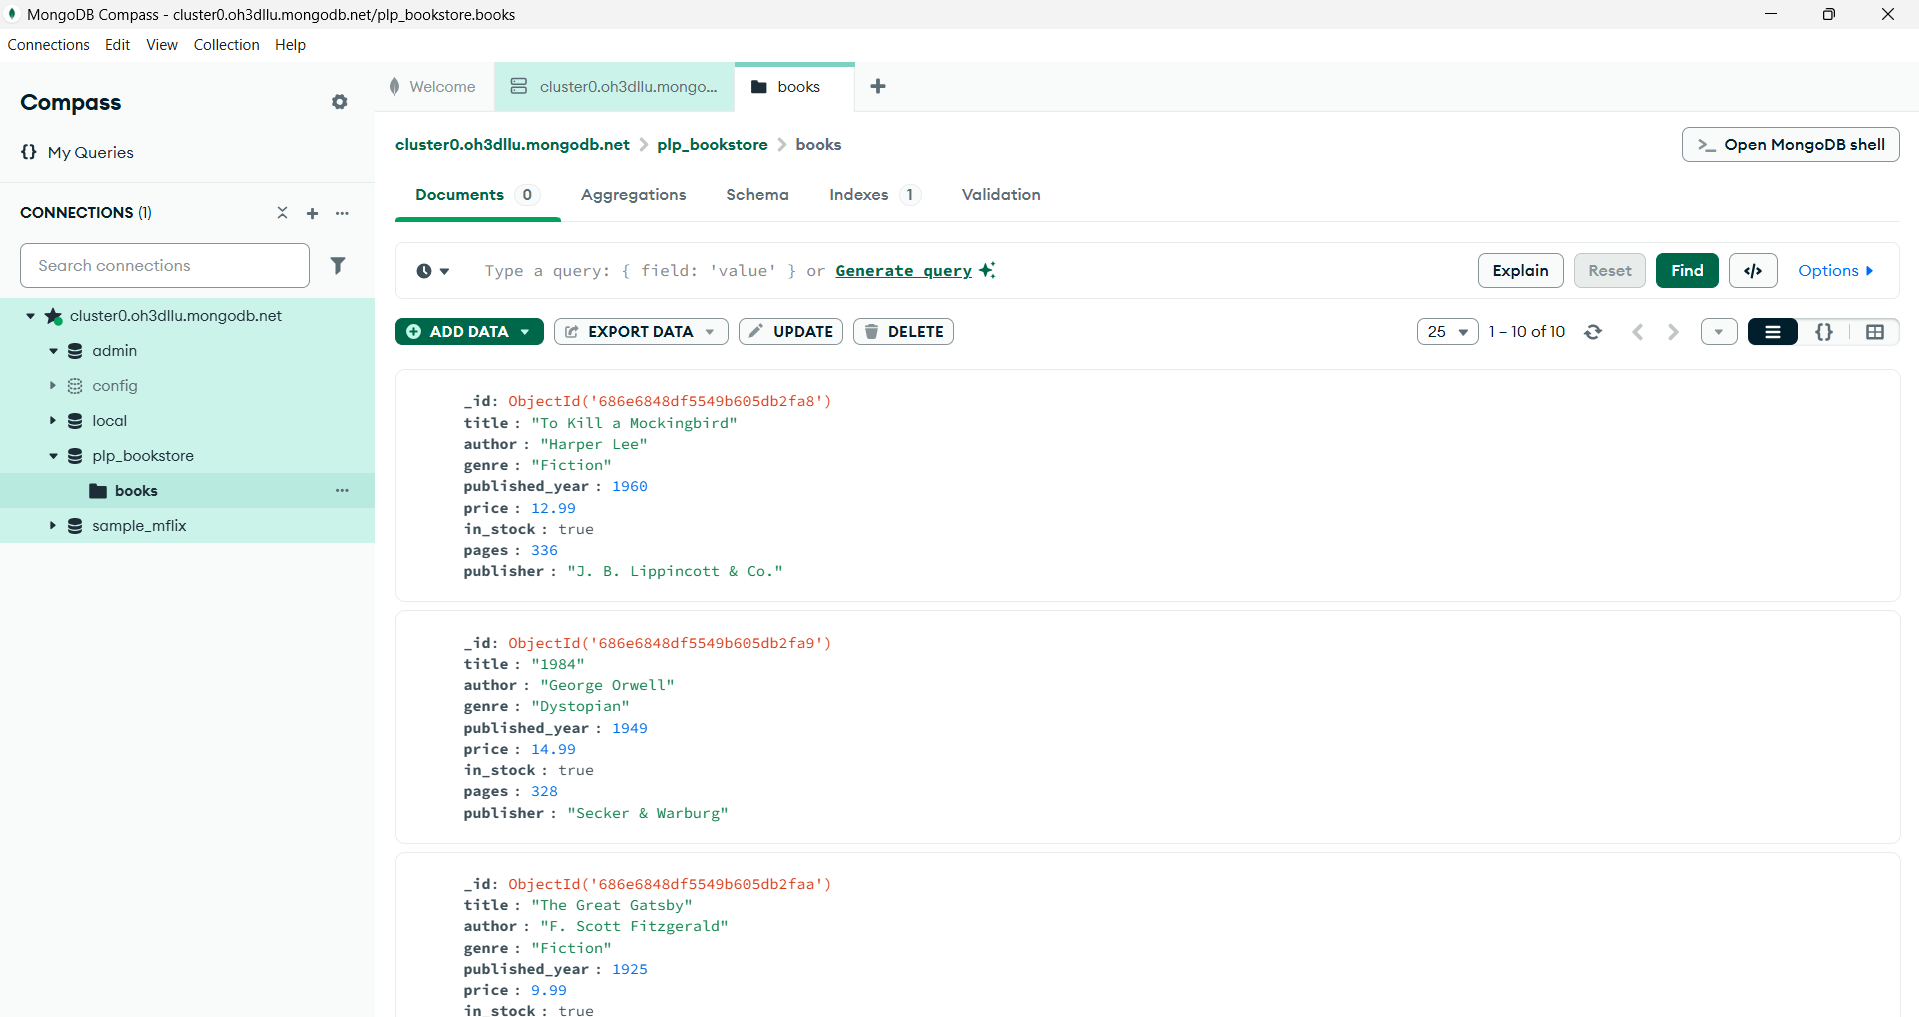 MongoDB Compass - cluster0.oh3dllu.mongodb.net/plp_bookstore.books
Connections Edit View Collection Help
Compass
My Queries
CONNECTIONS (1)
Search connections
cluster0.oh3dllu.mongodb.net
admin
config
local
plp_bookstore
books
sample_mflix
Welcome cluster0.oh3dllu.mongo... books
cluster0.oh3dllu.mongodb.net > plp_bookstore > books
>_ Open MongoDB shell
Documents 0 Aggregations Schema Indexes 1 Validation
Type a query: { field: 'value' } or Generate query
Explain Reset Find </> Options
ADD DATA EXPORT DATA UPDATE DELETE
25 1 – 10 of 10 {}
_id: ObjectId('686e6848df5549b605db2fa8')
title : "To Kill a Mockingbird"
author : "Harper Lee"
genre : "Fiction"
published_year : 1960
price : 12.99
in_stock : true
pages : 336
publisher : "J. B. Lippincott & Co."
_id: ObjectId('686e6848df5549b605db2fa9')
title : "1984"
author : "George Orwell"
genre : "Dystopian"
published_year : 1949
price : 14.99
in_stock : true
pages : 328
publisher : "Secker & Warburg"
_id: ObjectId('686e6848df5549b605db2faa')
title : "The Great Gatsby"
author : "F. Scott Fitzgerald"
genre : "Fiction"
published_year : 1925
price : 9.99
in_stock : true